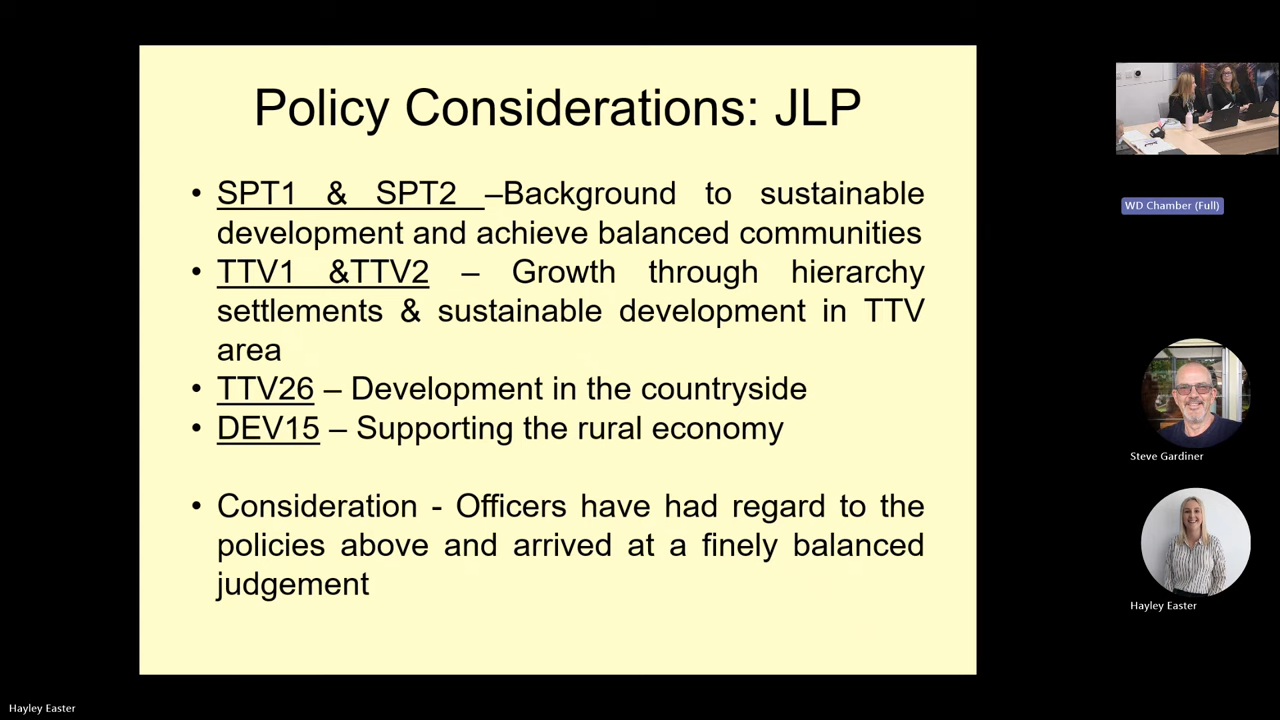 Policy Considerations: JLP
• SPT1 & SPT2 –Background to sustainable
development and achieve balanced communities
• TTV1 &TTV2 – Growth through hierarchy
settlements & sustainable development in TTV
area
• TTV26 – Development in the countryside
• DEV15 – Supporting the rural economy
• Consideration - Officers have had regard to the
policies above and arrived at a finely balanced
judgement
WD Chamber (Full)
Steve Gardiner
Hayley Easter
Hayley Easter